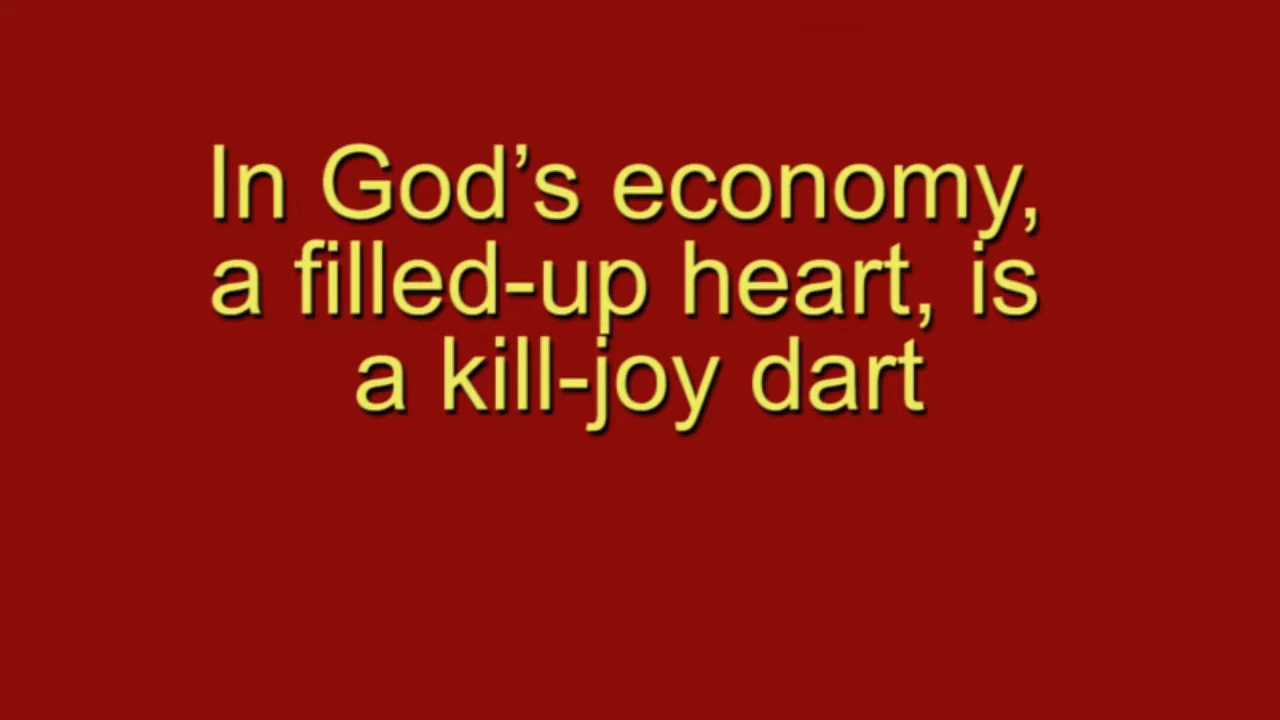 In God’s economy,
a filled-up heart, is
a kill-joy dart